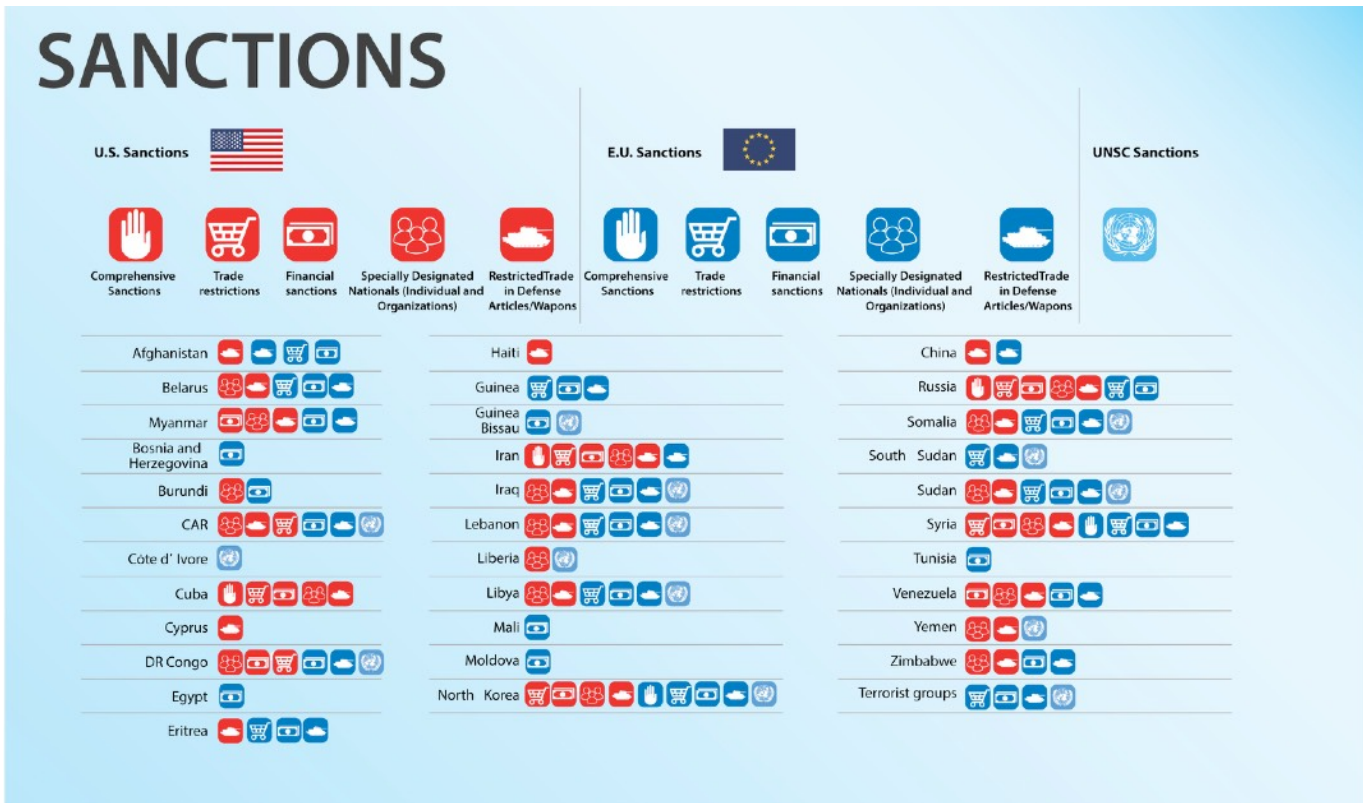 SANCTIONS
U.S. Sanctions
E.U. Sanctions
UNSC Sanctions
Comprehensive
Sanctions
Trade
restrictions
Financial
sanctions
Specially Designated
Nationals (Individual and
Organizations)
RestrictedTrade
in Defense
Articles/Wapons
Comprehensive
Sanctions
Trade
restrictions
Financial
sanctions
Specially Designated
Nationals (Individual and
Organizations)
RestrictedTrade
in Defense
Articles/Wapons
Afghanistan
Belarus
Myanmar
Bosnia and
Herzegovina
Burundi
CAR
Côte d' Ivore
Cuba
Cyprus
DR Congo
Egypt
Eritrea
Haiti
Guinea
Guinea
Bissau
Iran
Iraq
Lebanon
Liberia
Libya
Mali
Moldova
North Korea
China
Russia
Somalia
South Sudan
Sudan
Syria
Tunisia
Venezuela
Yemen
Zimbabwe
Terrorist groups